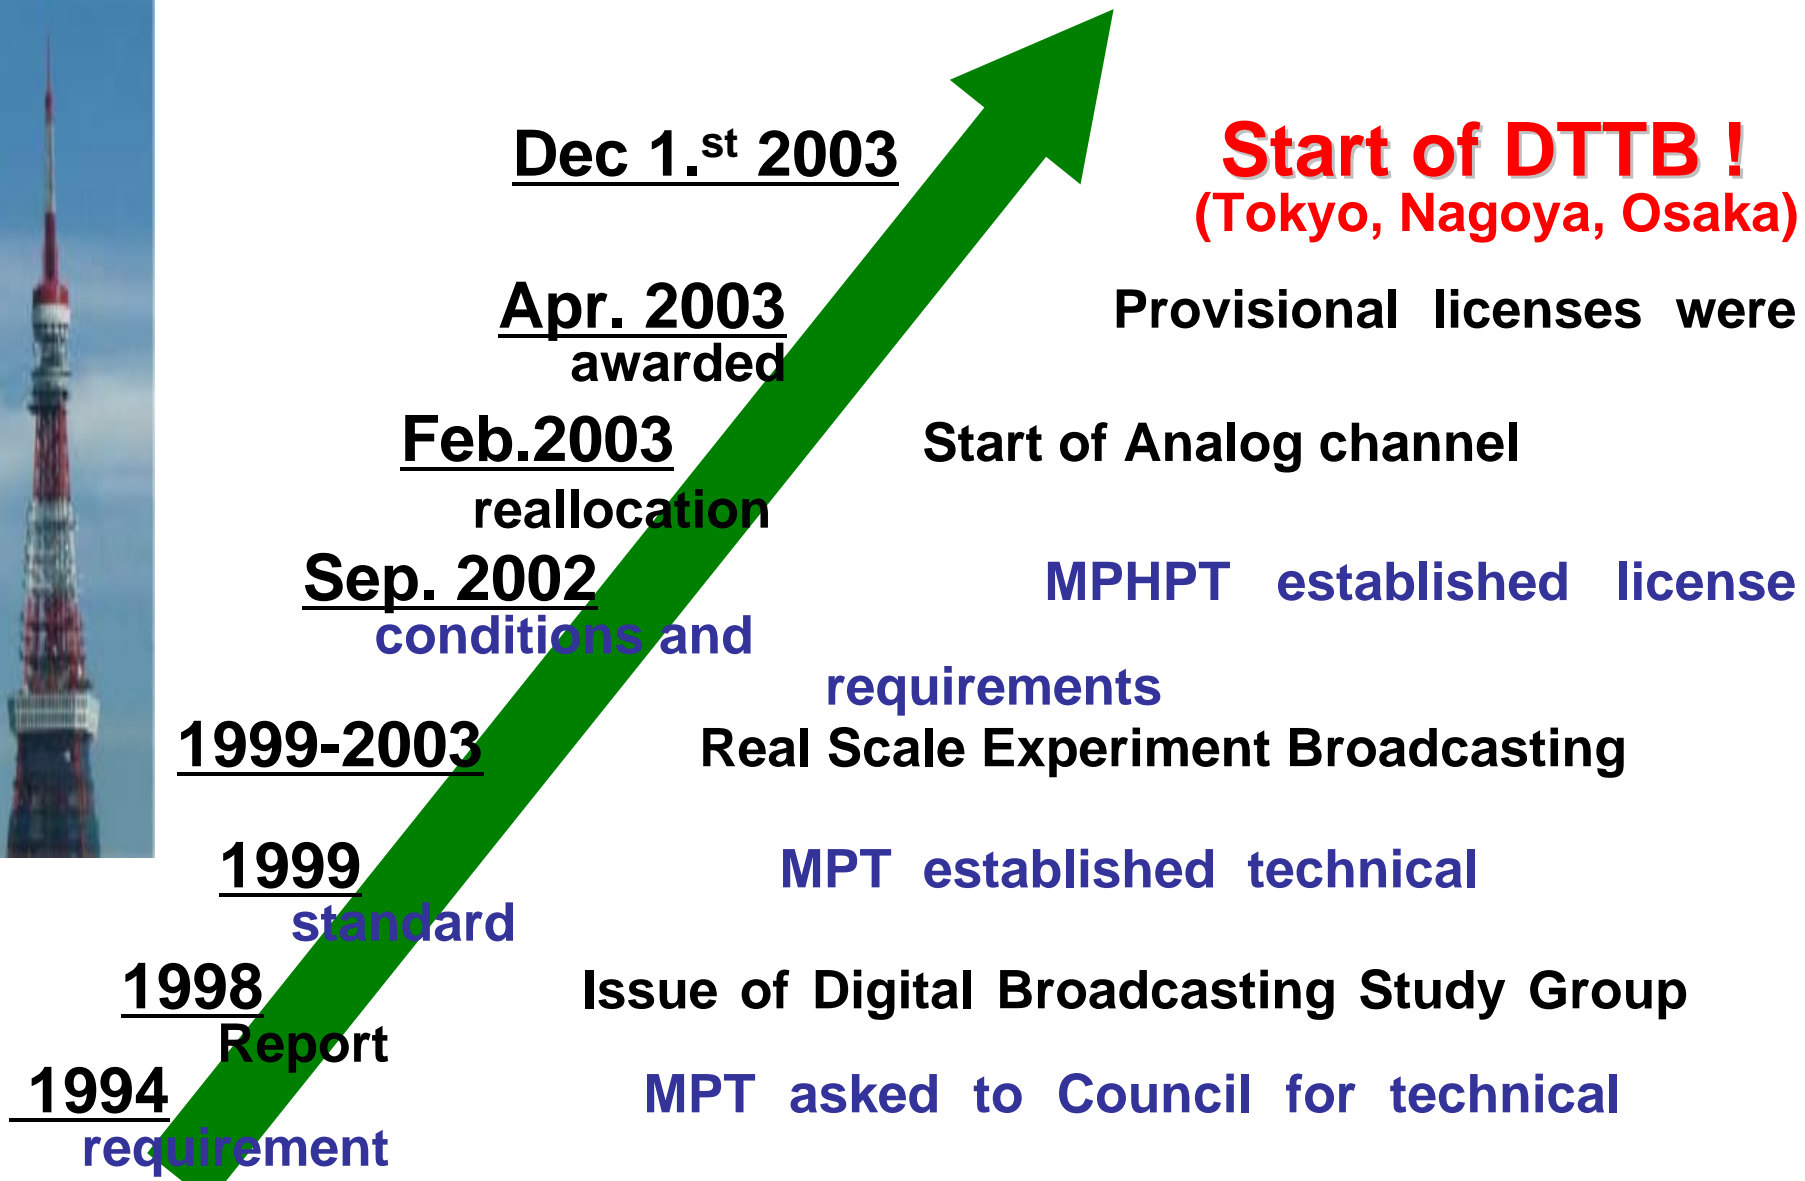 Dec 1.st 2003 Start of DTTB !
(Tokyo, Nagoya, Osaka)
Apr. 2003 Provisional licenses were
awarded
Feb.2003 Start of Analog channel
reallocation
Sep. 2002 MPHPT established license
conditions and
requirements
1999-2003 Real Scale Experiment Broadcasting
1999 MPT established technical
standard
1998 Issue of Digital Broadcasting Study Group
Report
1994 MPT asked to Council for technical
requirement